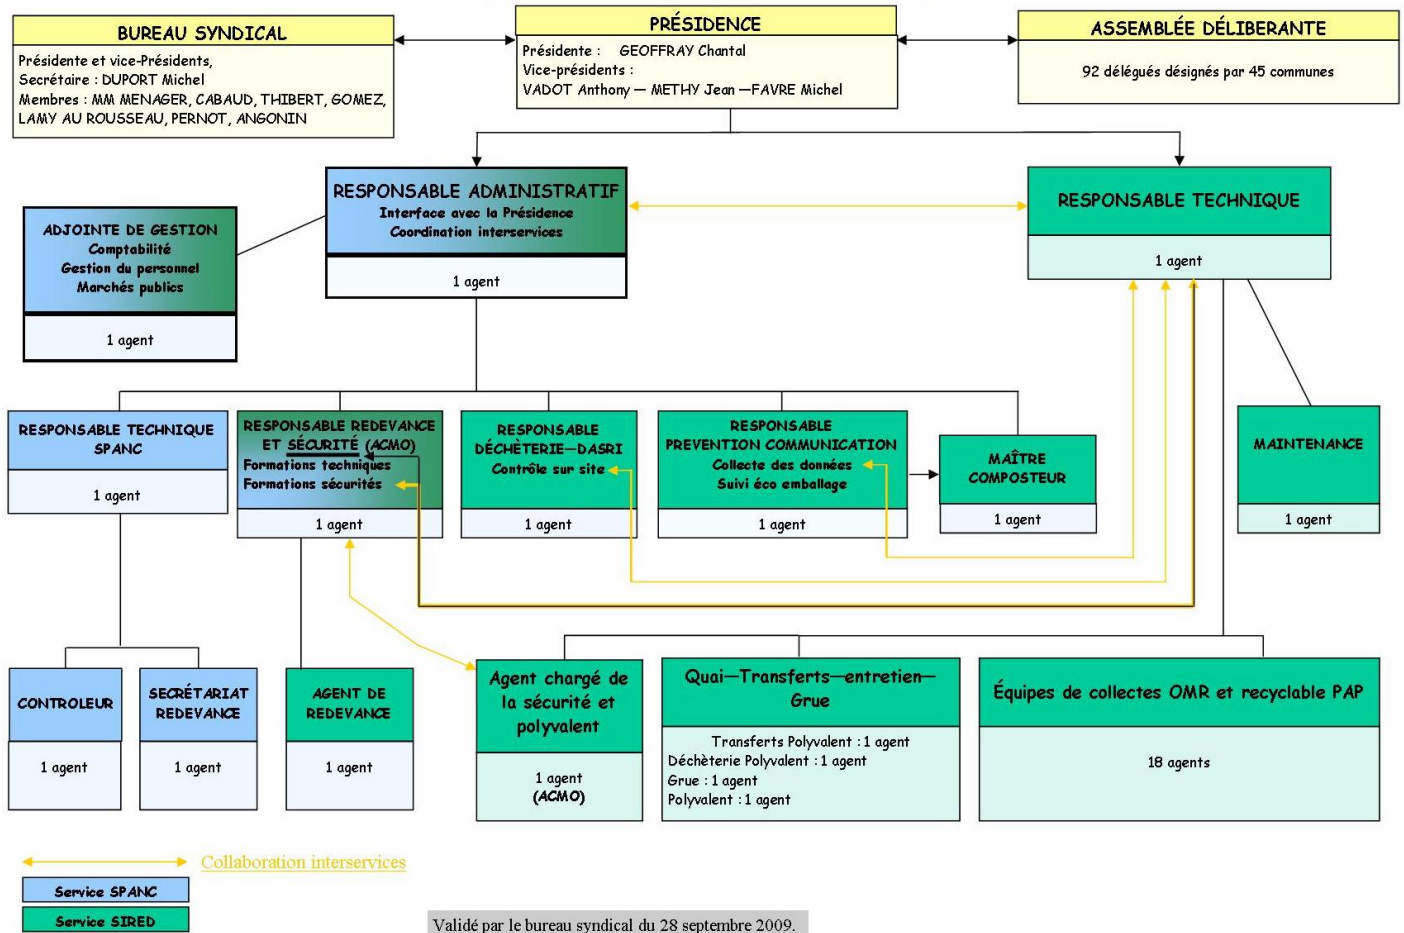 BUREAU SYNDICAL
Présidente et vice-Présidents,
Secrétaire : DUPORT Michel
Membres : MM MENAGER, CABAUD, THIBERT, GOMEZ,
LAMY AU ROUSSEAU, PERNOT, ANGONIN
PRÉSIDENCE
Présidente : GEOFFRAY Chantal
Vice-présidents :
VADOT Anthony — METHY Jean —FAVRE Michel
ASSEMBLÉE DÉLIBERANTE
92 délégués désignés par 45 communes
ADJOINTE DE GESTION
Comptabilité
Gestion du personnel
Marchés publics
1 agent
RESPONSABLE ADMINISTRATIF
Interface avec la Présidence
Coordination interservices
1 agent
RESPONSABLE TECHNIQUE
1 agent
RESPONSABLE TECHNIQUE
SPANC
1 agent
RESPONSABLE REDEVANCE
ET SÉCURITÉ (ACMO)
Formations techniques
Formations sécurités
1 agent
RESPONSABLE
DÉCHÈTERIE—DASRI
Contrôle sur site
1 agent
RESPONSABLE
PREVENTION COMMUNICATION
Collecte des données
Suivi éco emballage
1 agent
MAÎTRE
COMPOSTEUR
1 agent
MAINTENANCE
1 agent
CONTROLEUR
1 agent
SECRÉTARIAT
REDEVANCE
1 agent
AGENT DE
REDEVANCE
1 agent
Agent chargé de
la sécurité et
polyvalent
1 agent
(ACMO)
Quai—Transferts—entretien—
Grue
Transferts Polyvalent : 1 agent
Déchèterie Polyvalent : 1 agent
Grue : 1 agent
Polyvalent : 1 agent
Équipes de collectes OMR et recyclable PAP
18 agents
Collaboration interservices
Service SPANC
Service SIRED
Validé par le bureau syndical du 28 septembre 2009.